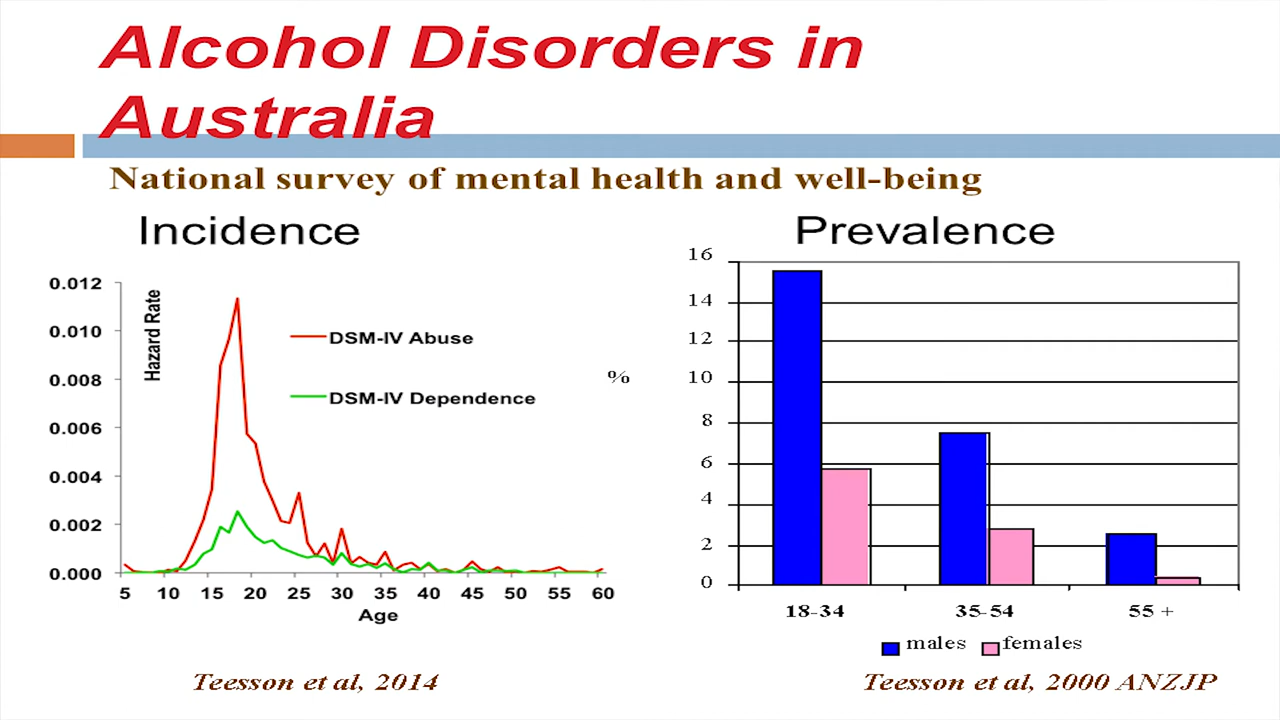 Alcohol Disorders in
Australia
National survey of mental health and well-being
Incidence
0.012
0.010
0.008
0.006
0.004
0.002
0.000
Hazard Rate
DSM-IV Abuse
DSM-IV Dependence
5 10 15 20 25 30 35 40 45 50 55 60
Age
Teesson et al, 2014
Prevalence
%
16
14
12
10
8
6
4
2
0
18-34 35-54 55 +
males females
Teesson et al, 2000 ANZJP